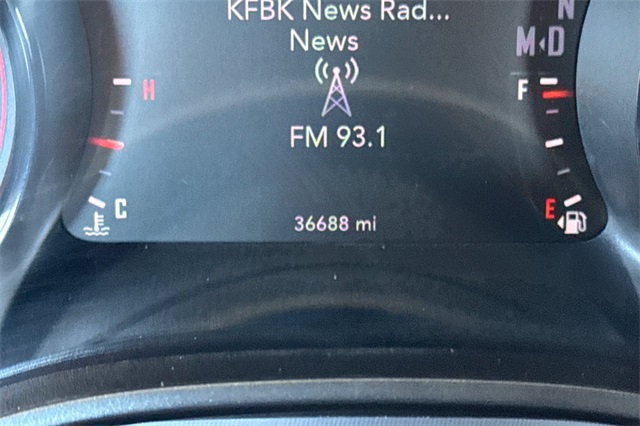 KFBK News Rad...
News
N
M D
H
F
FM 93.1
C
E
36688 mi